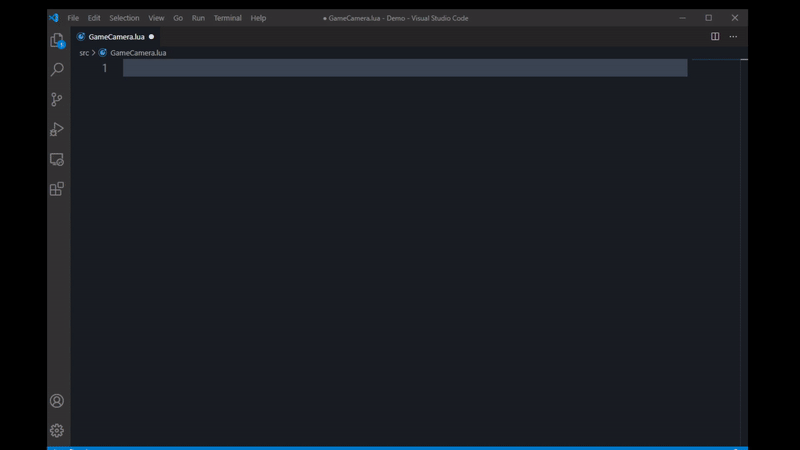 File Edit Selection View Go Run Terminal Help ● GameCamera.lua - Demo - Visual Studio Code
GameCamera.lua
src > GameCamera.lua
1
1